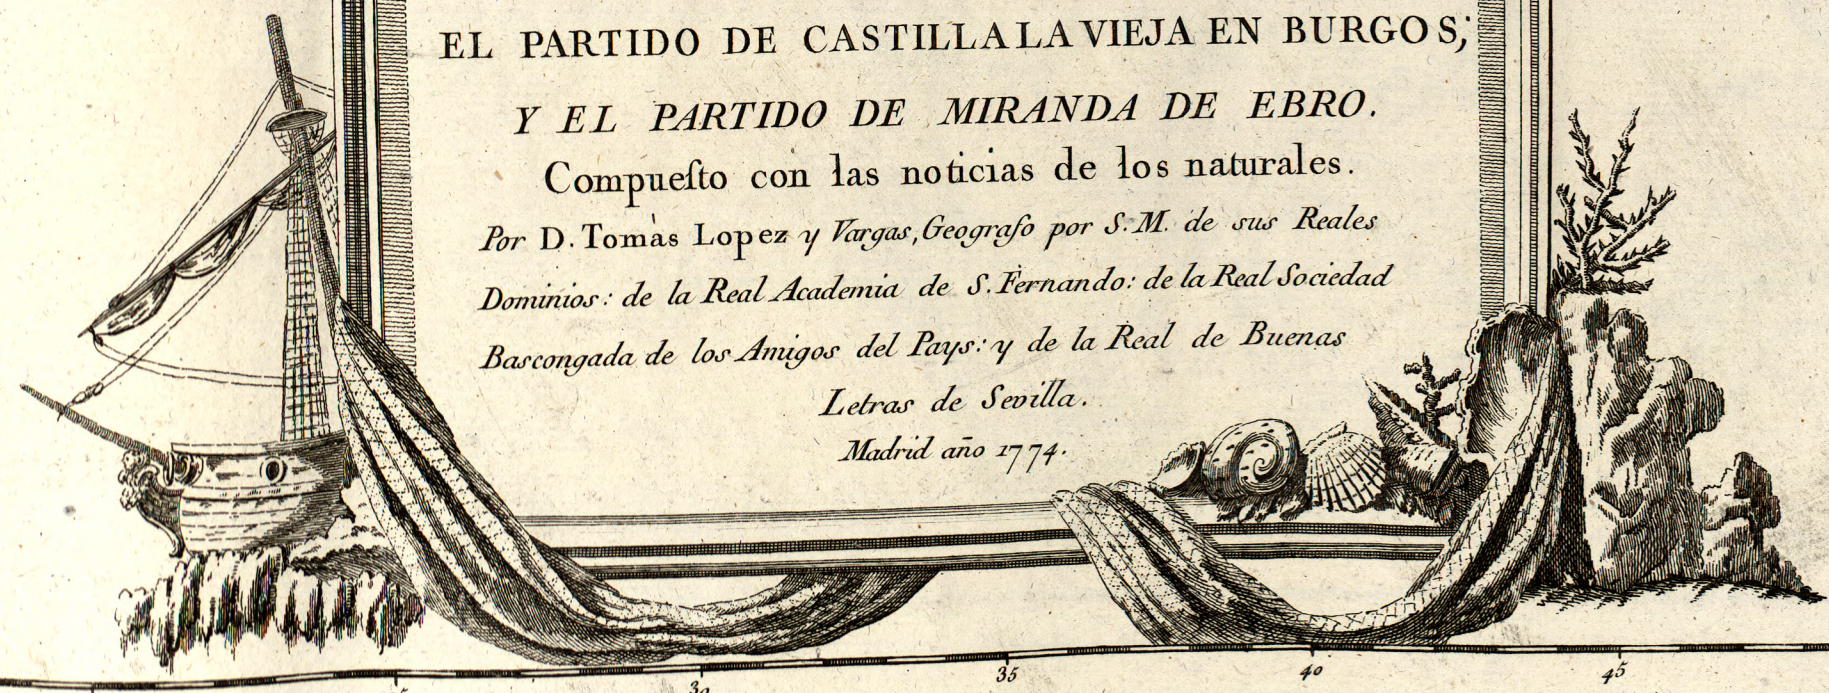 EL PARTIDO DE CASTILLA LA VIEJA EN BURGOS;
Y EL PARTIDO DE MIRANDA DE EBRO.
Compueſto con las noticias de los naturales.
Por D. Tomàs Lopez y Vargas, Geografo por S. M. de sus Reales
Dominios: de la Real Academia de S. Fernando: de la Real Sociedad
Bascongada de los Amigos del Pays: y de la Real de Buenas
Letras de Sevilla.
Madrid año 1774.
30 35 40 45